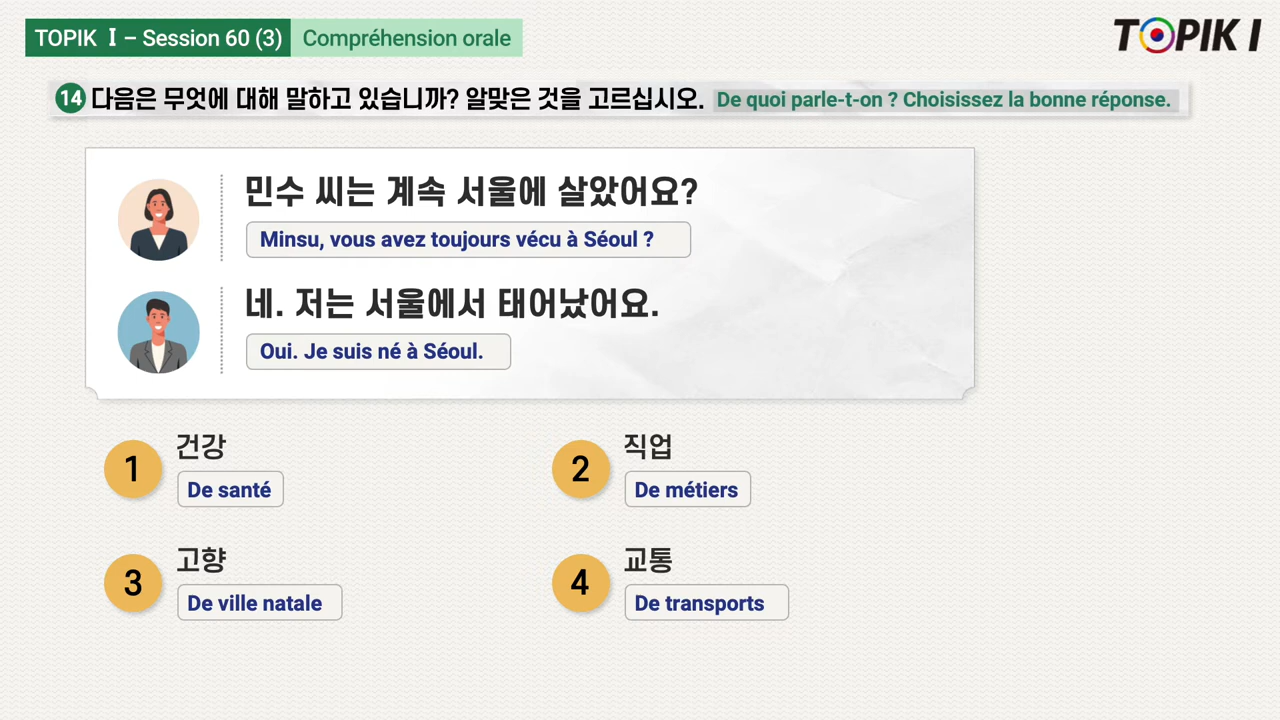 TOPIK Ⅰ – Session 60 (3) Compréhension orale
TOPIK I
14 다음은 무엇에 대해 말하고 있습니까? 알맞은 것을 고르십시오. De quoi parle-t-on ? Choisissez la bonne réponse.
민수 씨는 계속 서울에 살았어요?
Minsu, vous avez toujours vécu à Séoul ?
네. 저는 서울에서 태어났어요.
Oui. Je suis né à Séoul.
1 건강
De santé
2 직업
De métiers
3 고향
De ville natale
4 교통
De transports